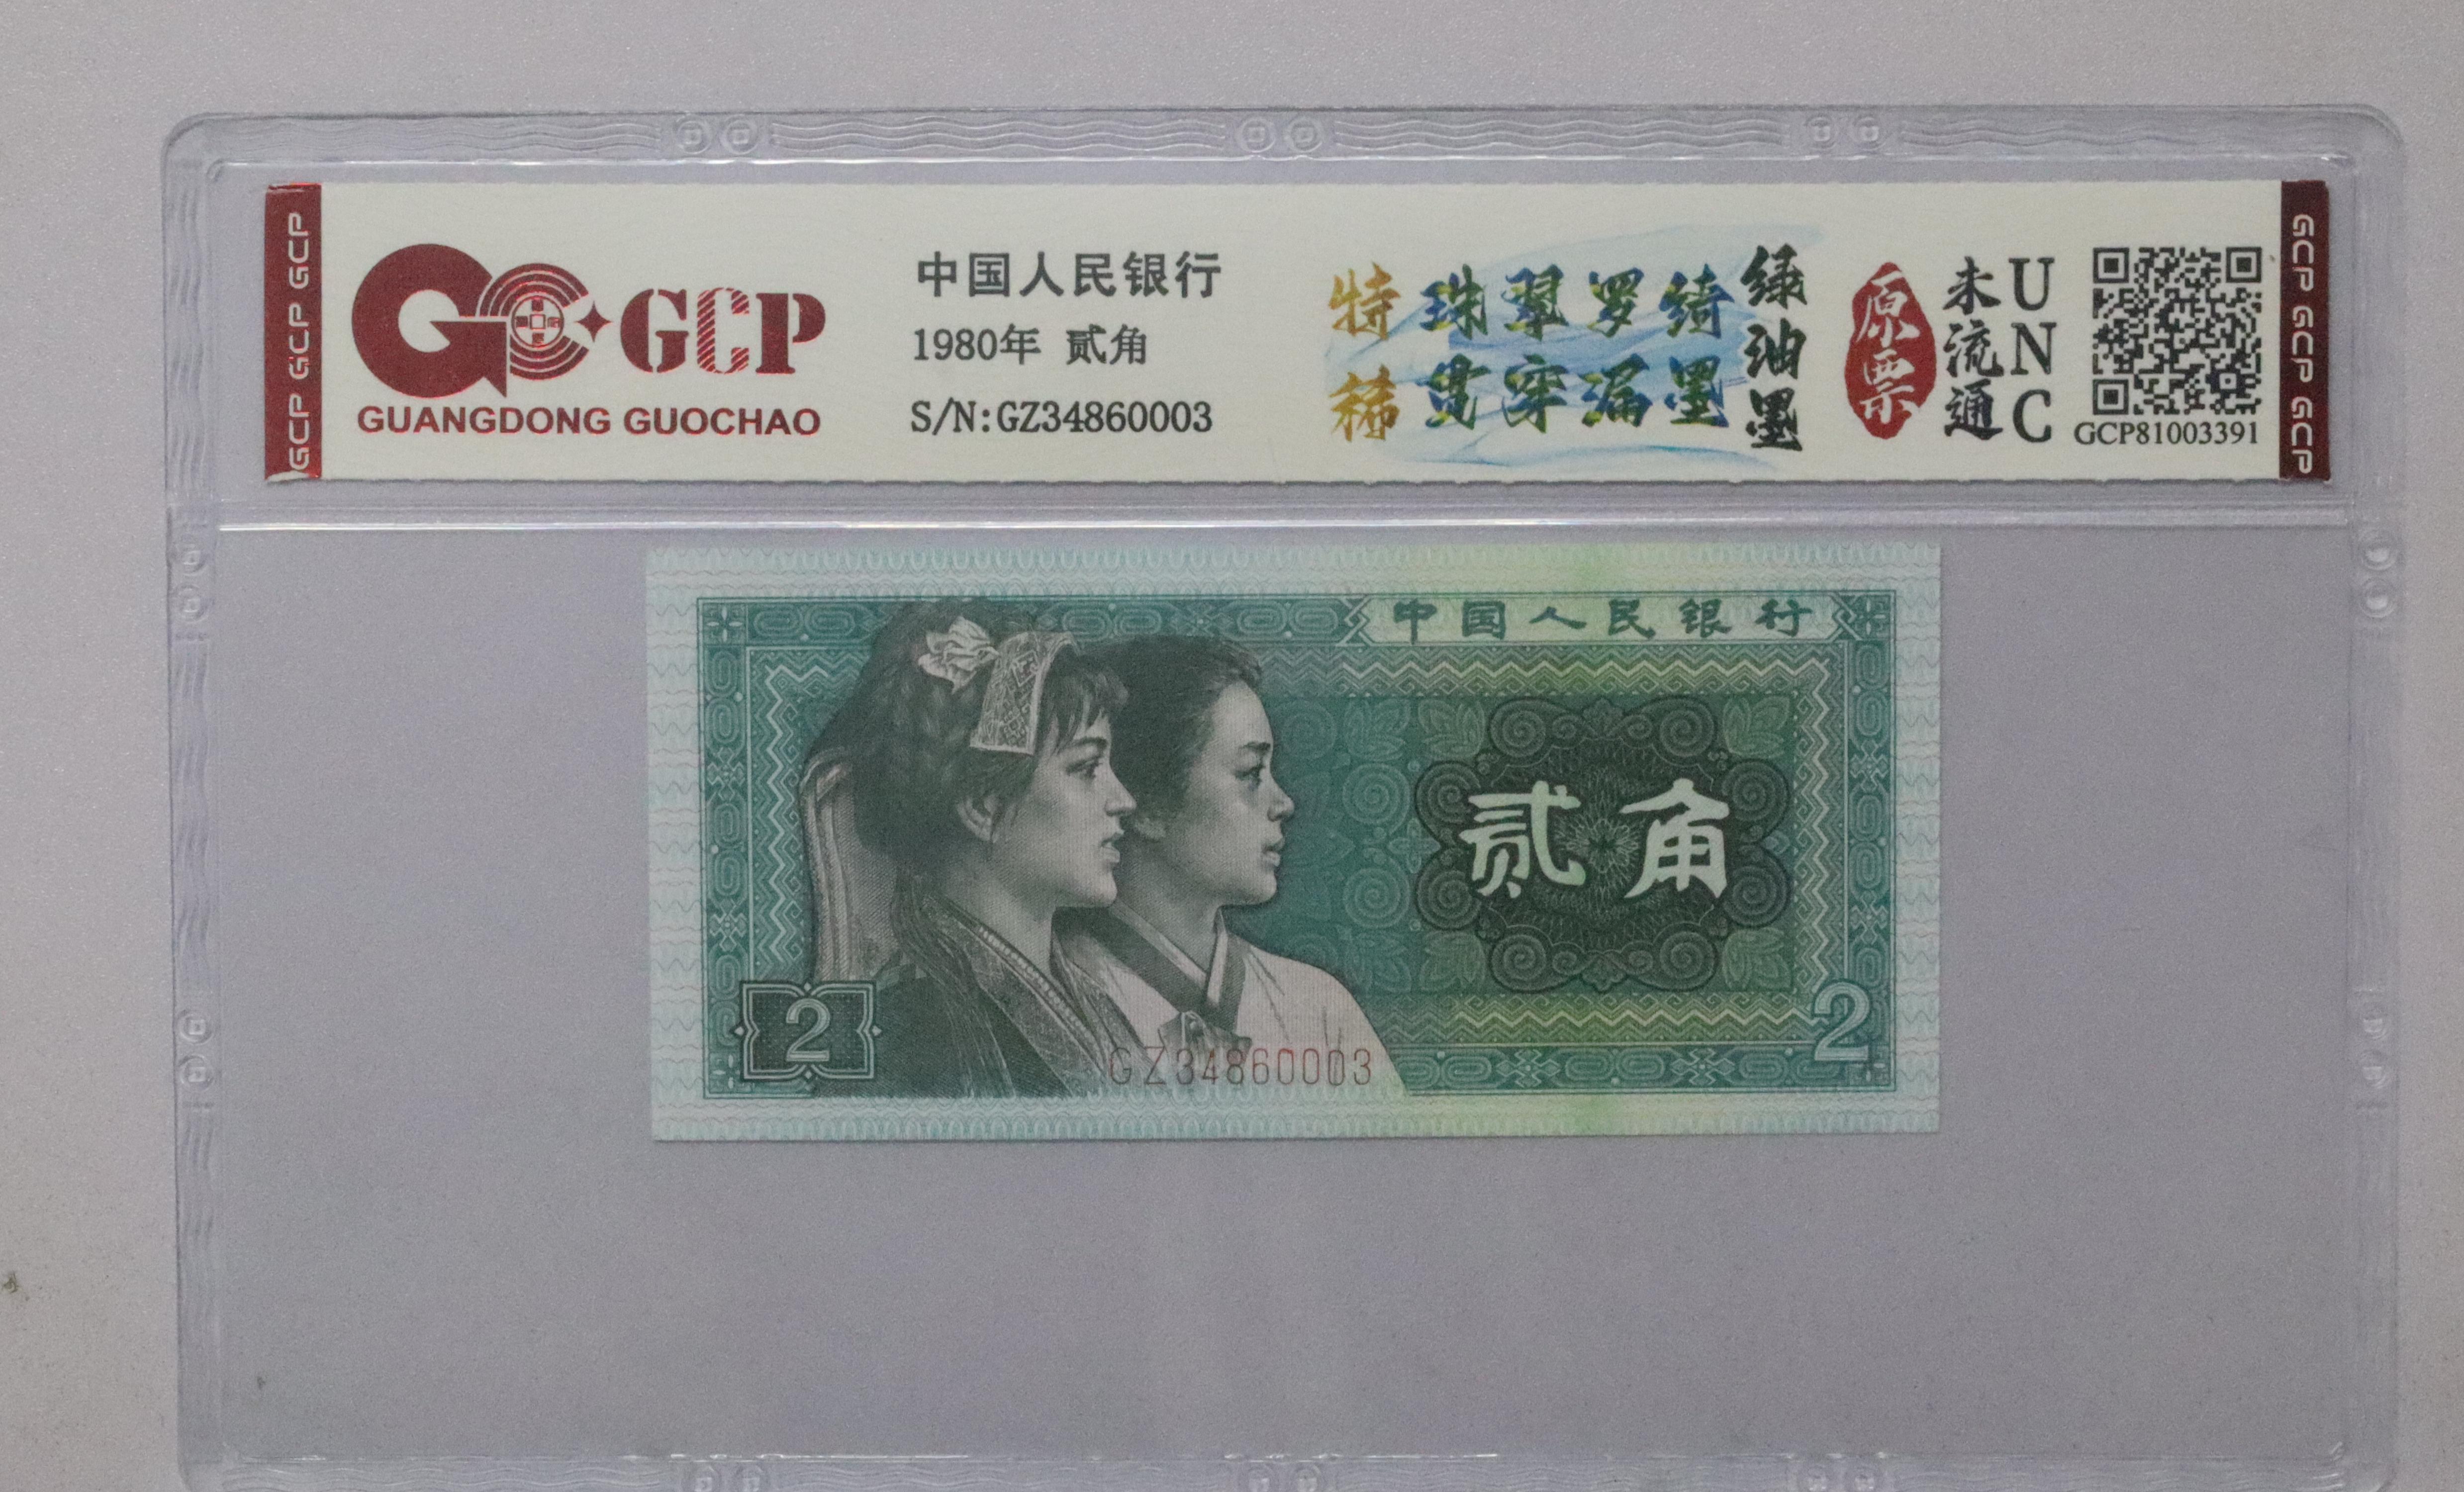 GCP GCP GCP
GCP
GUANGDONG GUOCHAO
中国人民银行
1980年 贰角
S/N:GZ34860003
特稀
珠翠罗绮
贯穿漏墨
绿油墨
原票
未流通
UNC
GCP81003391
GCP GCP GCP
中国人民银行
贰角
2
2
GZ34860003